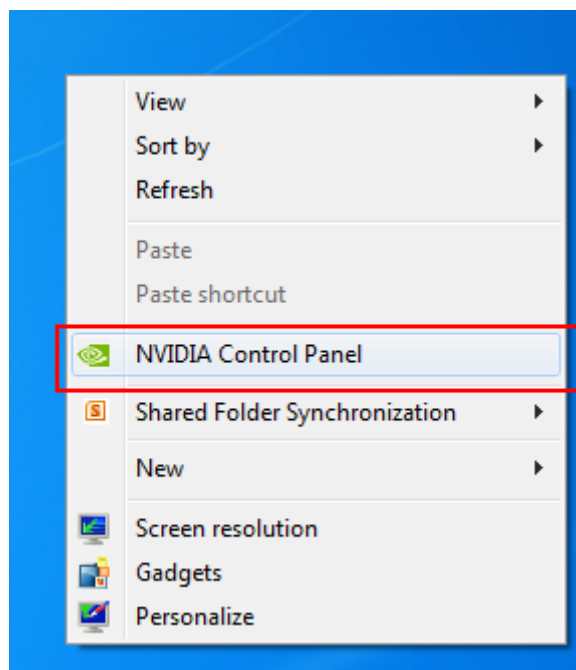 View
Sort by
Refresh
Paste
Paste shortcut
NVIDIA Control Panel
S
Shared Folder Synchronization
New
Screen resolution
Gadgets
Personalize